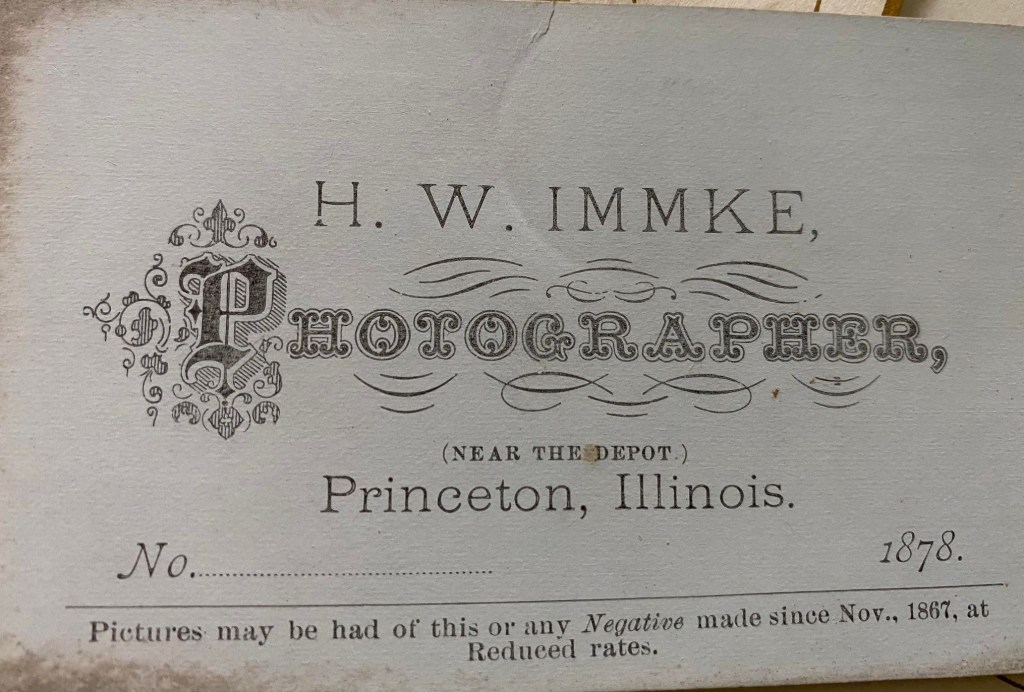 H. W. IMMKE,
PHOTOGRAPHER,
(NEAR THE DEPOT.)
Princeton, Illinois.
No. 1878.
Pictures may be had of this or any Negative made since Nov., 1867, at
Reduced rates.